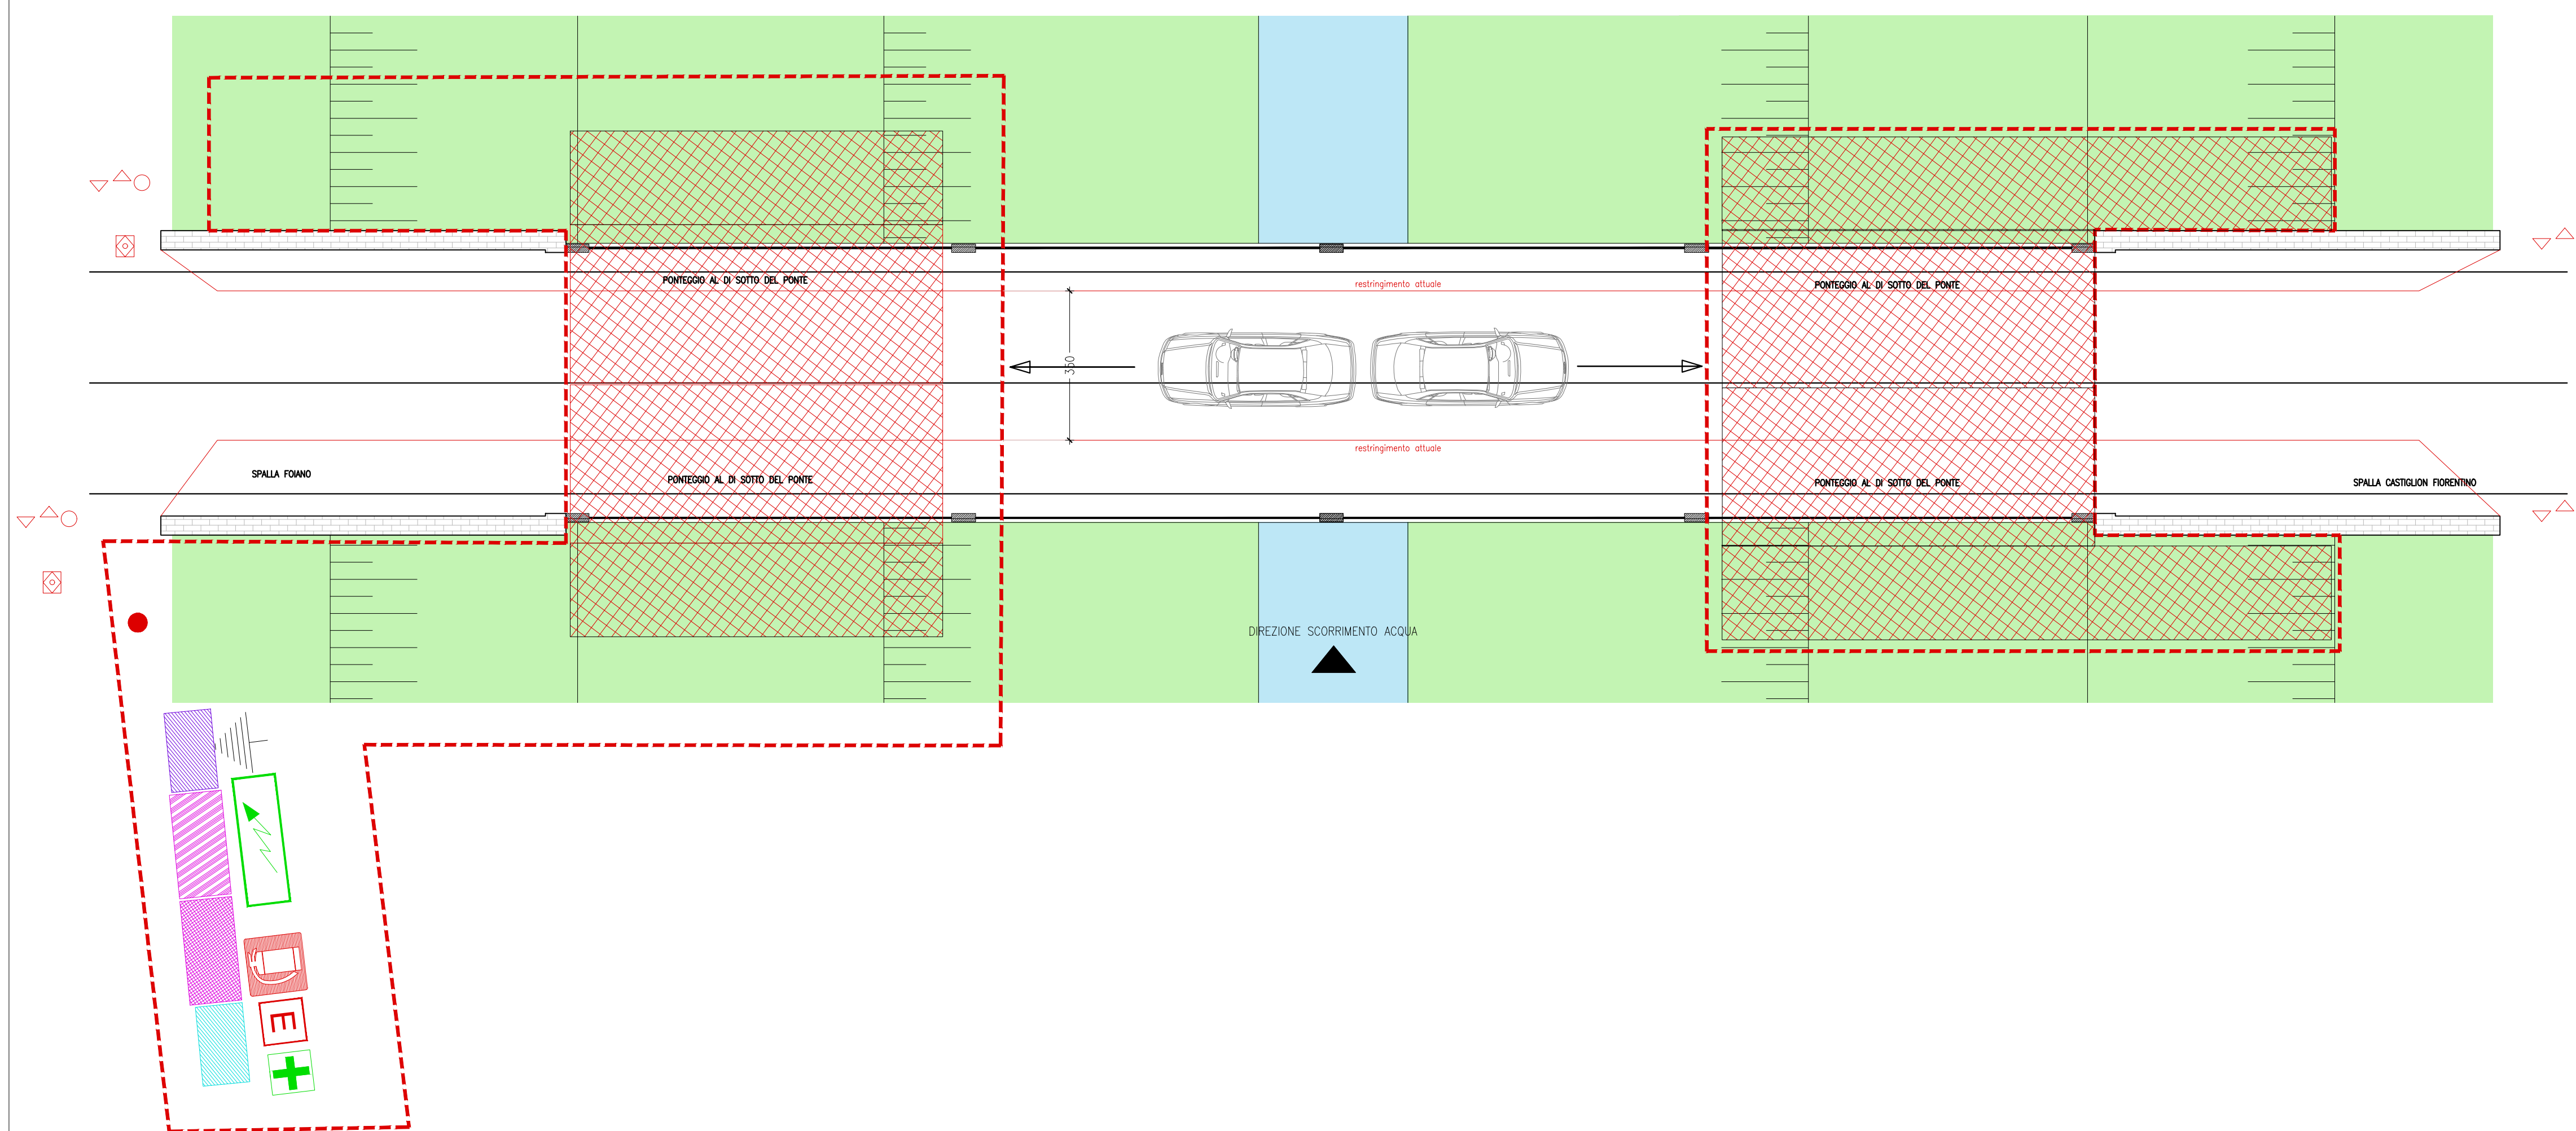 PONTEGGIO AL DI SOTTO DEL PONTE
restringimento attuale
PONTEGGIO AL DI SOTTO DEL PONTE
350
restringimento attuale
SPALLA FOIANO
PONTEGGIO AL DI SOTTO DEL PONTE
PONTEGGIO AL DI SOTTO DEL PONTE
SPALLA CASTIGLION FIORENTINO
DIREZIONE SCORRIMENTO ACQUA
E